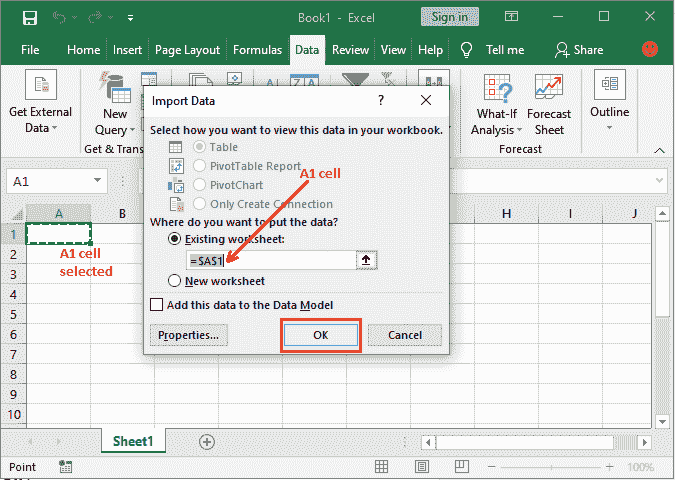 Book1 - Excel
Sign in
File Home Insert Page Layout Formulas Data Review View Help Tell me Share
Get External
Data
New
Query
What-If
Analysis
Forecast
Sheet
Outline
Get & Trans
Forecast
Import Data
?
Select how you want to view this data in your workbook.
Table
PivotTable Report
PivotChart
Only Create Connection
A1 cell
Where do you want to put the data?
Existing worksheet:
=$A$1
New worksheet
Add this data to the Data Model
Properties...
OK
Cancel
A1
A B H I J
1
2
3
4
5
6
7
8
9
10
A1 cell
selected
Sheet1
Point
100%